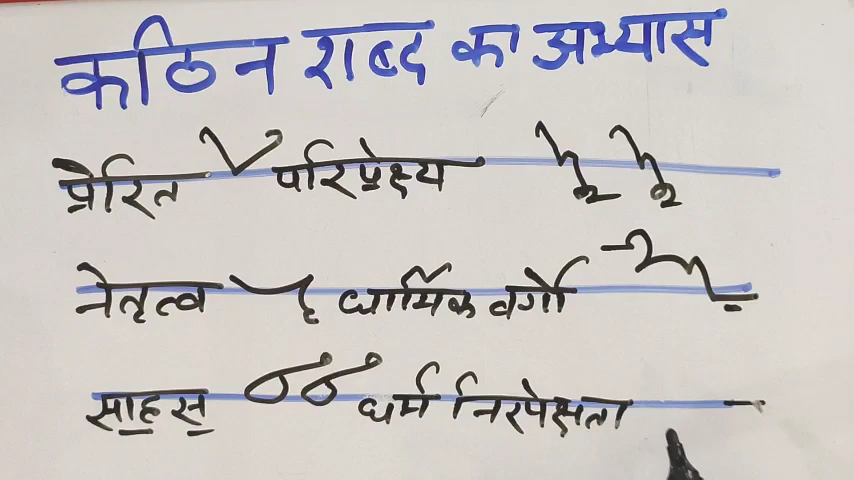 कठिन शब्द का अभ्यास
प्रेरित परिप्रेक्ष्य
नेतृत्व धार्मिक वर्गो
साहस धर्म निरपेक्षता